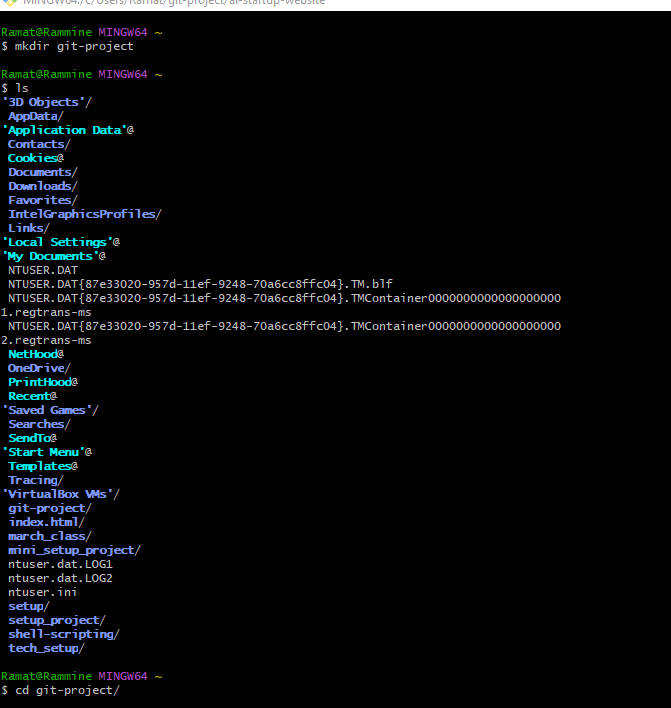 MINGW64:/c/Users/Ramat/git-project/ai-startup-website
Ramat@Rammine MINGW64 ~
$ mkdir git-project
Ramat@Rammine MINGW64 ~
$ ls
'3D Objects'/
AppData/
'Application Data'@
Contacts/
Cookies@
Documents/
Downloads/
Favorites/
IntelGraphicsProfiles/
Links/
'Local Settings'@
'My Documents'@
NTUSER.DAT
NTUSER.DAT{87e33020-957d-11ef-9248-70a6cc8ffc04}.TM.blf
NTUSER.DAT{87e33020-957d-11ef-9248-70a6cc8ffc04}.TMContainer0000000000000000000
1.regtrans-ms
NTUSER.DAT{87e33020-957d-11ef-9248-70a6cc8ffc04}.TMContainer0000000000000000000
2.regtrans-ms
NetHood@
OneDrive/
PrintHood@
Recent@
'Saved Games'/
Searches/
SendTo@
'Start Menu'@
Templates@
Tracing/
'VirtualBox VMs'/
git-project/
index.html/
march_class/
mini_setup_project/
ntuser.dat.LOG1
ntuser.dat.LOG2
ntuser.ini
setup/
setup_project/
shell-scripting/
tech_setup/
Ramat@Rammine MINGW64 ~
$ cd git-project/